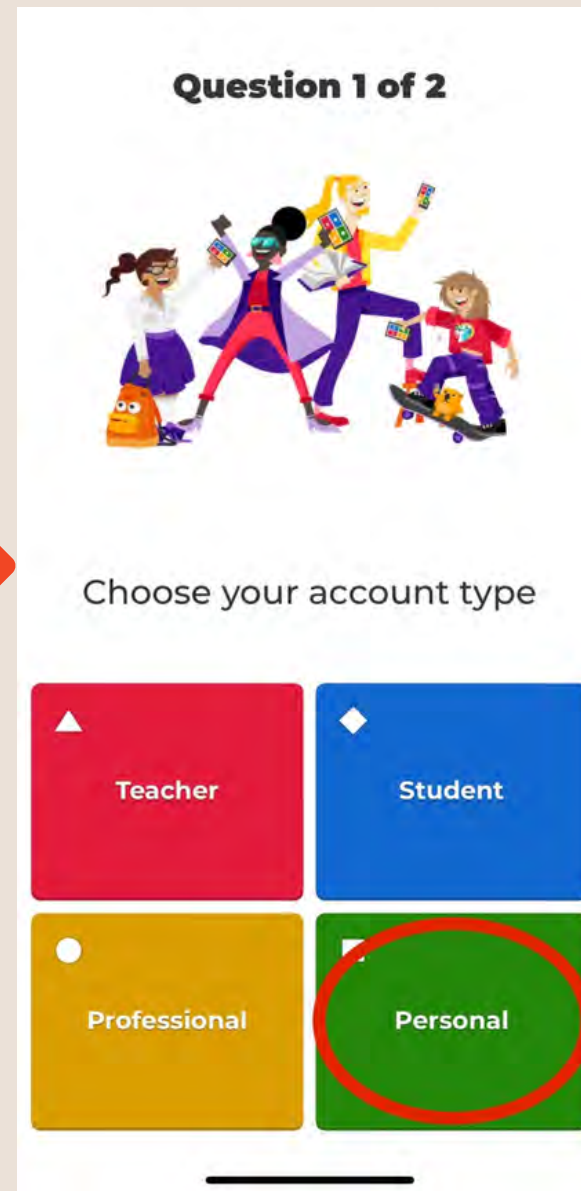 Question 1 of 2
Choose your account type
Teacher
Student
Professional
Personal